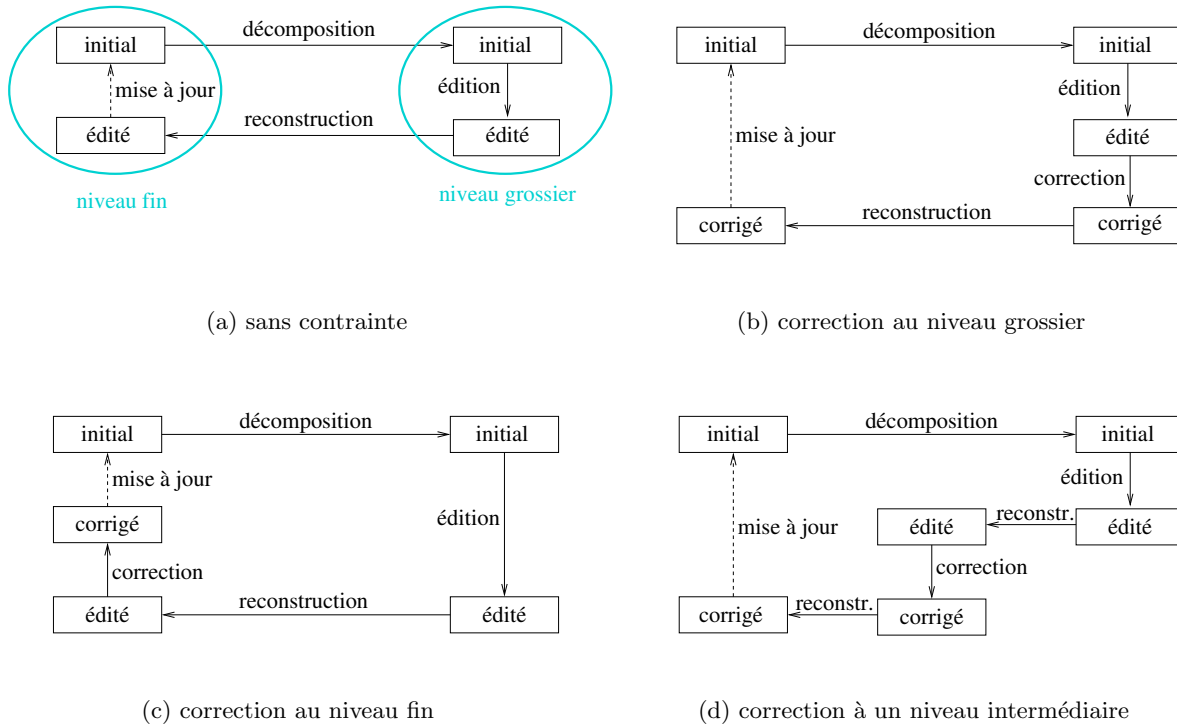 initial
décomposition
initial
mise à jour
édition
édité
reconstruction
édité
niveau fin
niveau grossier
(a) sans contrainte
initial
décomposition
initial
édition
mise à jour
édité
correction
corrigé
reconstruction
corrigé
(b) correction au niveau grossier
initial
décomposition
initial
mise à jour
corrigé
édition
correction
édité
reconstruction
édité
(c) correction au niveau fin
initial
décomposition
initial
édition
mise à jour
édité
reconstr.
édité
correction
corrigé
reconstr.
corrigé
(d) correction à un niveau intermédiaire